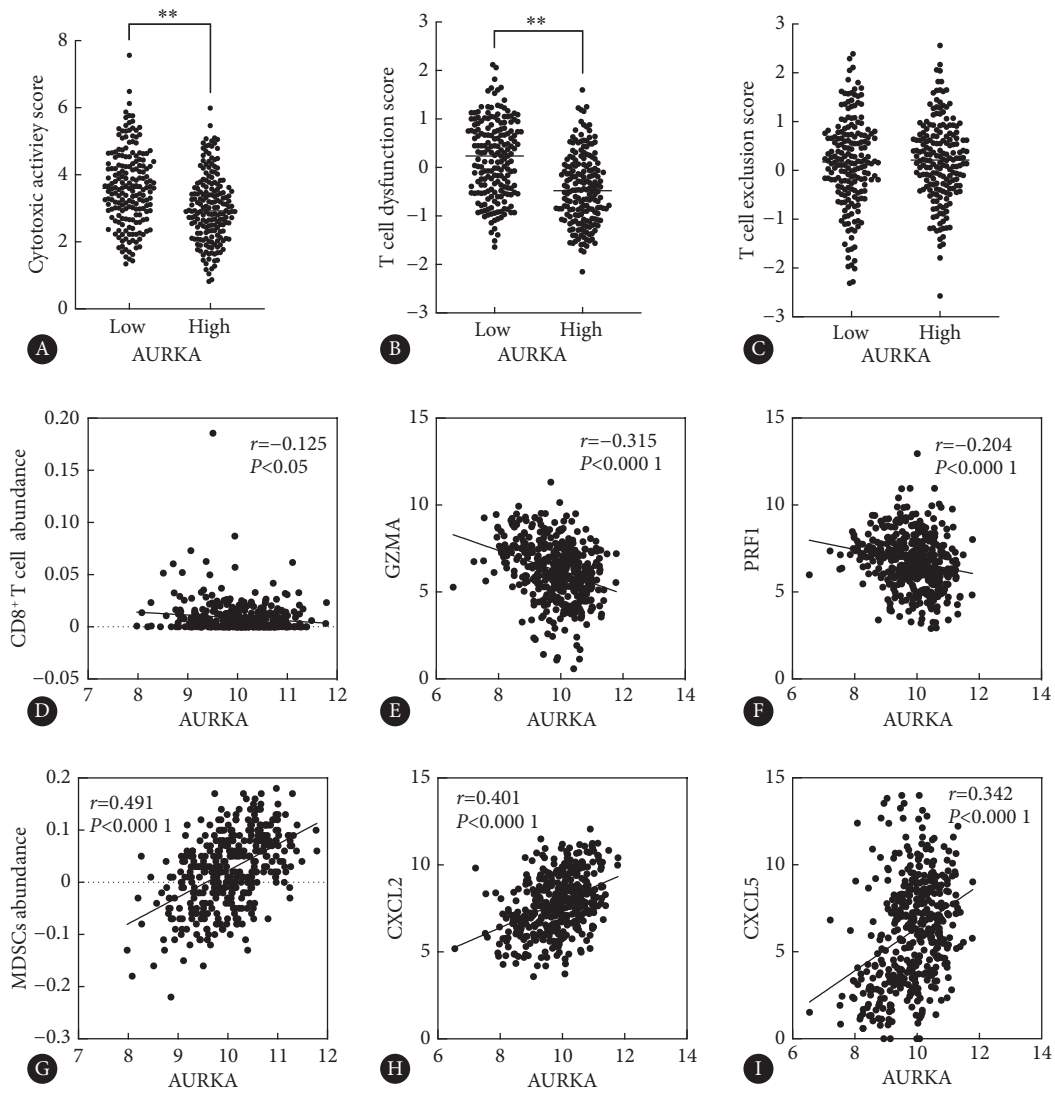 **
8
6
4
2
0
Cytotoxic activiey score
Low High
AURKA
A
**
3
2
1
0
−1
−2
−3
T cell dysfunction score
Low High
AURKA
B
3
2
1
0
−1
−2
−3
T cell exclusion score
Low High
AURKA
C
0.20
0.15
0.10
0.05
0
−0.05
CD8⁺ T cell abundance
r=−0.125
P<0.05
7 8 9 10 11 12
AURKA
D
15
10
5
0
GZMA
r=−0.315
P<0.000 1
6 8 10 12 14
AURKA
E
15
10
5
0
PRF1
r=−0.204
P<0.000 1
6 8 10 12 14
AURKA
F
0.2
0.1
0
−0.1
−0.2
−0.3
MDSCs abundance
r=0.491
P<0.000 1
7 8 9 10 11 12
AURKA
G
15
10
5
0
CXCL2
r=0.401
P<0.000 1
6 8 10 12 14
AURKA
H
15
10
5
0
CXCL5
r=0.342
P<0.000 1
6 8 10 12 14
AURKA
I